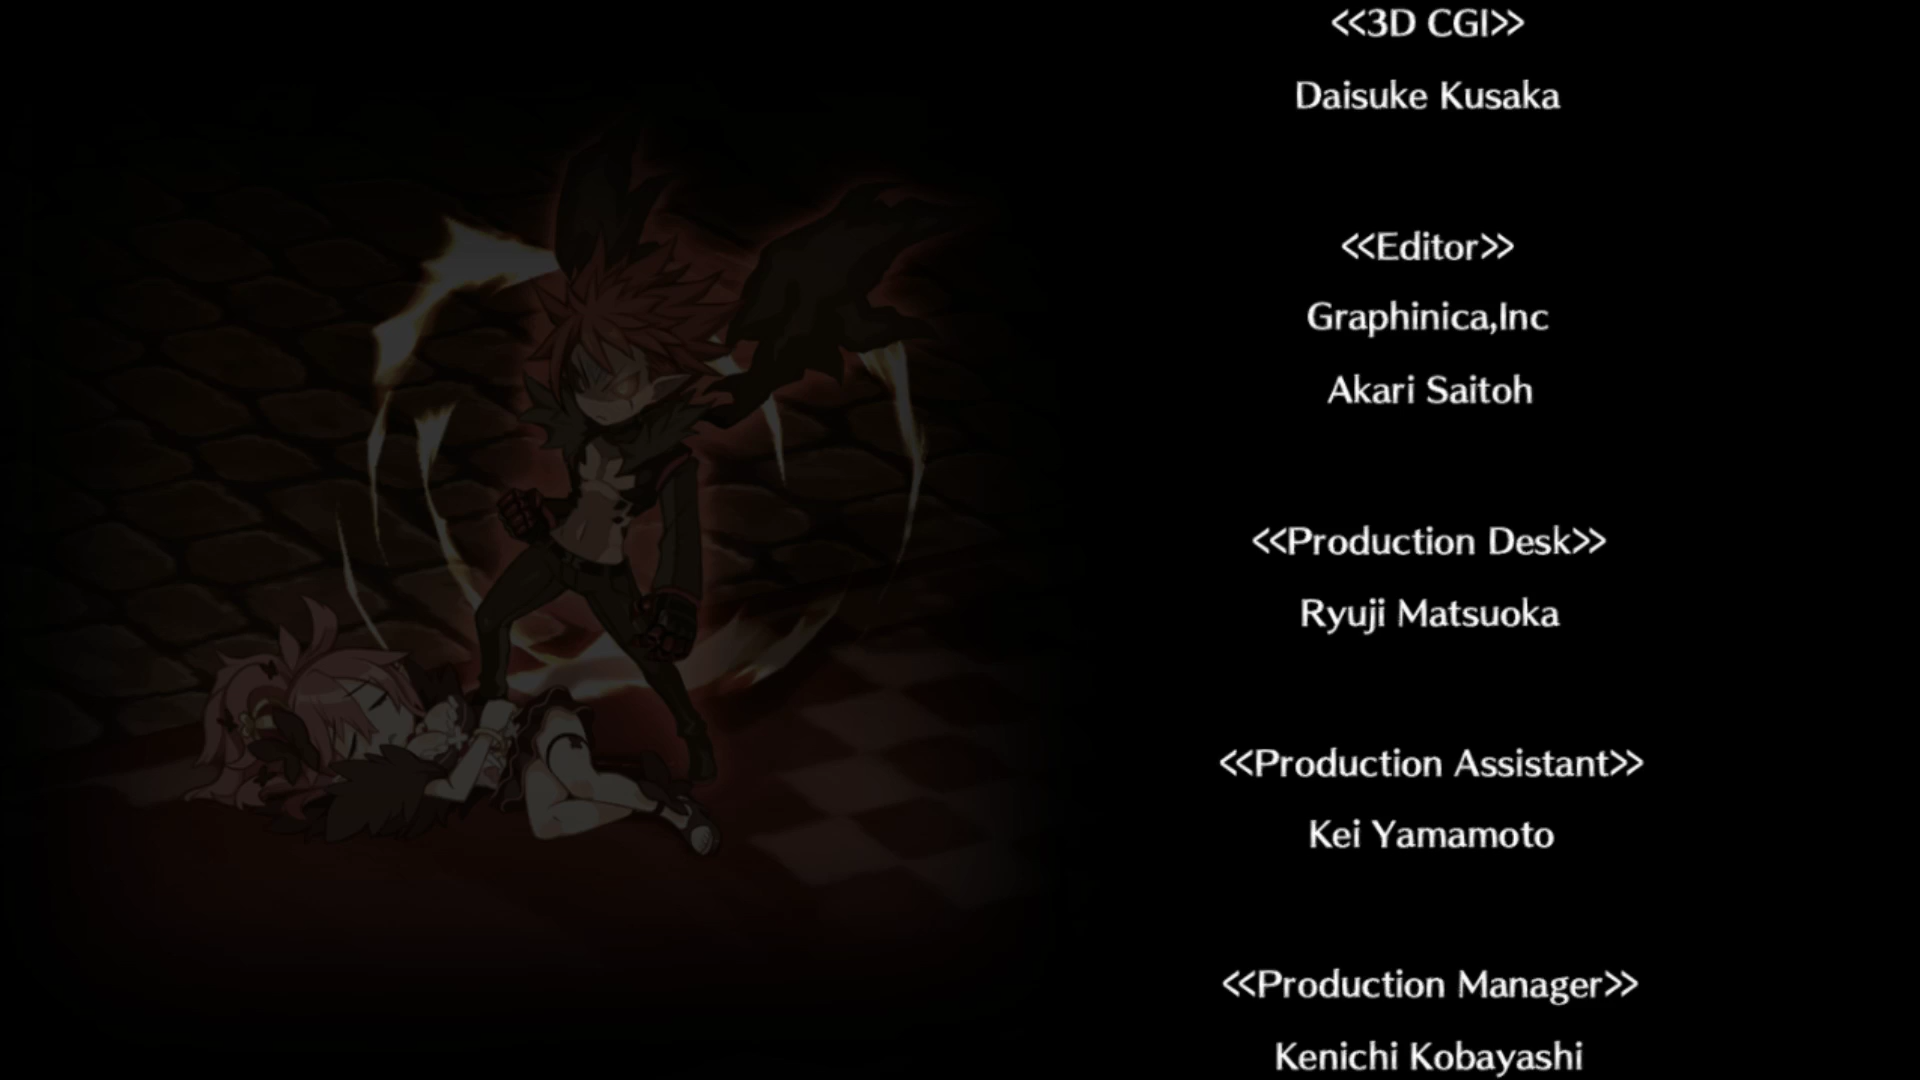 <<3D CGI>>
Daisuke Kusaka
<<Editor>>
Graphinica,Inc
Akari Saitoh
<<Production Desk>>
Ryuji Matsuoka
<<Production Assistant>>
Kei Yamamoto
<<Production Manager>>
Kenichi Kobayashi